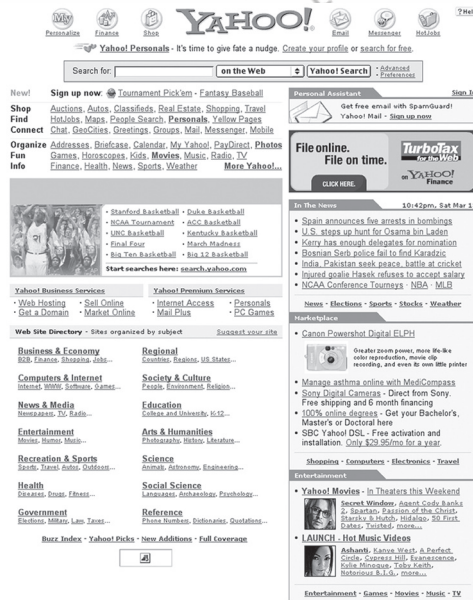 YAHOO!
My
Personalize Finance Shop Email Messenger HotJobs
Yahoo! Personals - It's time to give fate a nudge. Create your profile or search for free.
Search for: on the Web Yahoo! Search · Advanced
· Preferences
New! Sign up now: Tournament Pick'em - Fantasy Baseball
Shop Auctions, Autos, Classifieds, Real Estate, Shopping, Travel
Find HotJobs, Maps, People Search, Personals, Yellow Pages
Connect Chat, GeoCities, Greetings, Groups, Mail, Messenger, Mobile
Organize Addresses, Briefcase, Calendar, My Yahoo!, PayDirect, Photos
Fun Games, Horoscopes, Kids, Movies, Music, Radio, TV
Info Finance, Health, News, Sports, Weather More Yahoo!...
• Stanford Basketball • Duke Basketball
• NCAA Tournament • ACC Basketball
• UNC Basketball • Kentucky Basketball
• Final Four • March Madness
• Big Ten Basketball • Big 12 Basketball
Start searches here: search.yahoo.com
Yahoo! Business Services
• Web Hosting • Sell Online
• Get a Domain • Market Online
Yahoo! Premium Services
• Internet Access • Personals
• Mail Plus • PC Games
Web Site Directory - Sites organized by subject Suggest your site
Business & Economy
B2B, Finance, Shopping, Jobs...
Regional
Countries, Regions, US States...
Computers & Internet
Internet, WWW, Software, Games...
Society & Culture
People, Environment, Religion...
News & Media
Newspapers, TV, Radio...
Education
College and University, K-12...
Entertainment
Movies, Humor, Music...
Arts & Humanities
Photography, History, Literature...
Recreation & Sports
Sports, Travel, Autos, Outdoors...
Science
Animals, Astronomy, Engineering...
Health
Diseases, Drugs, Fitness...
Social Science
Languages, Archaeology, Psychology...
Government
Elections, Military, Law, Taxes...
Reference
Phone Numbers, Dictionaries, Quotations...
Buzz Index - Yahoo! Picks - New Additions - Full Coverage
Personal Assistant Sign In
Get free email with SpamGuard!
Yahoo! Mail - Sign up now
File online.
File on time.
CLICK HERE.
TurboTax
for the Web
ON YAHOO!
Finance
In The News 10:42pm, Sat Mar 1
• Spain announces five arrests in bombings
• U.S. steps up hunt for Osama bin Laden
• Kerry has enough delegates for nomination
• Bosnian Serb police fail to find Karadzic
• India, Pakistan seek peace, battle at cricket
• Injured goalie Hasek refuses to accept salary
• NCAA Conference Tourneys · NBA · MLB
News - Elections - Sports - Stocks - Weather
Marketplace
• Canon Powershot Digital ELPH
Greater zoom power, more life-like
color reproduction, movie clip
recording, and even its own little printer
• Manage asthma online with MediCompass
• Sony Digital Cameras - Direct from Sony.
Free shipping and 6 month financing
• 100% online degrees - Get your Bachelor's,
Master's or Doctoral here
• SBC Yahoo! DSL - Free activation and
installation. Only $29.95/mo for a year.
Shopping - Computers - Electronics - Travel
Entertainment
• Yahoo! Movies - In Theaters this Weekend
Secret Window, Agent Cody Banks
2, Spartan, Passion of the Christ,
Starsky & Hutch, Hidalgo, 50 First
Dates, Twisted, more...
• LAUNCH - Hot Music Videos
Ashanti, Kanye West, A Perfect
Circle, Cypress Hill, Evanescence,
Kylie Minogue, Toby Keith,
Notorious B.I.G., more...
Entertainment - Games - Movies - Music - TV